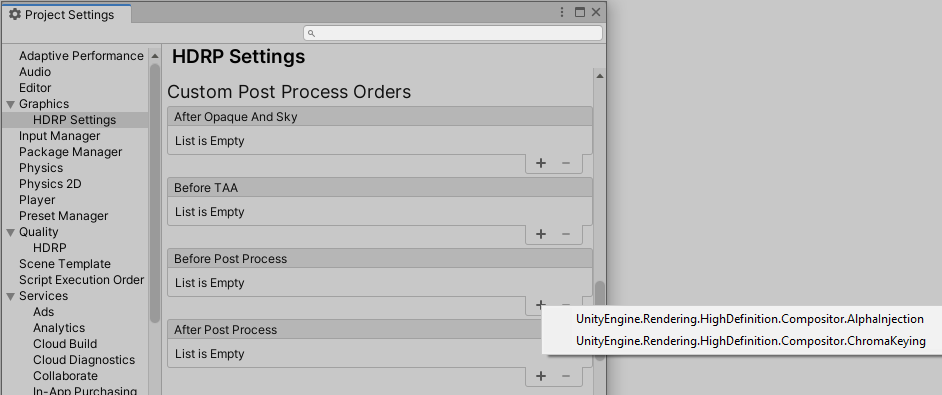 Project Settings
Adaptive Performance
Audio
Editor
Graphics
HDRP Settings
Input Manager
Package Manager
Physics
Physics 2D
Player
Preset Manager
Quality
HDRP
Scene Template
Script Execution Order
Services
Ads
Analytics
Cloud Build
Cloud Diagnostics
Collaborate
In-App Purchasing
HDRP Settings
Custom Post Process Orders
After Opaque And Sky
List is Empty
Before TAA
List is Empty
Before Post Process
List is Empty
After Post Process
List is Empty
UnityEngine.Rendering.HighDefinition.Compositor.AlphaInjection
UnityEngine.Rendering.HighDefinition.Compositor.ChromaKeying